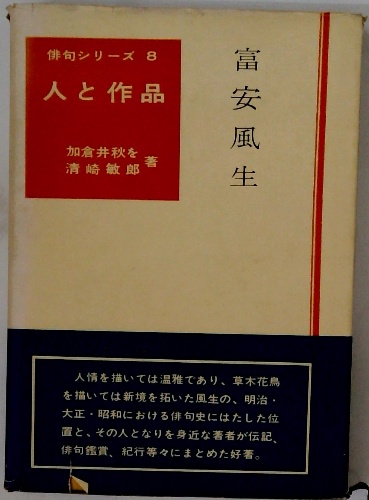 俳句シリーズ 8
人と作品
加倉井秋を
清崎敏郎
著
富安風生
人情を描いては温雅であり、草木花鳥
を描いては新境を拓いた風生の、明治・
大正・昭和における俳句史にはたした位
置と、その人となりを身近な著者が伝記、
俳句鑑賞、紀行等々にまとめた好著。